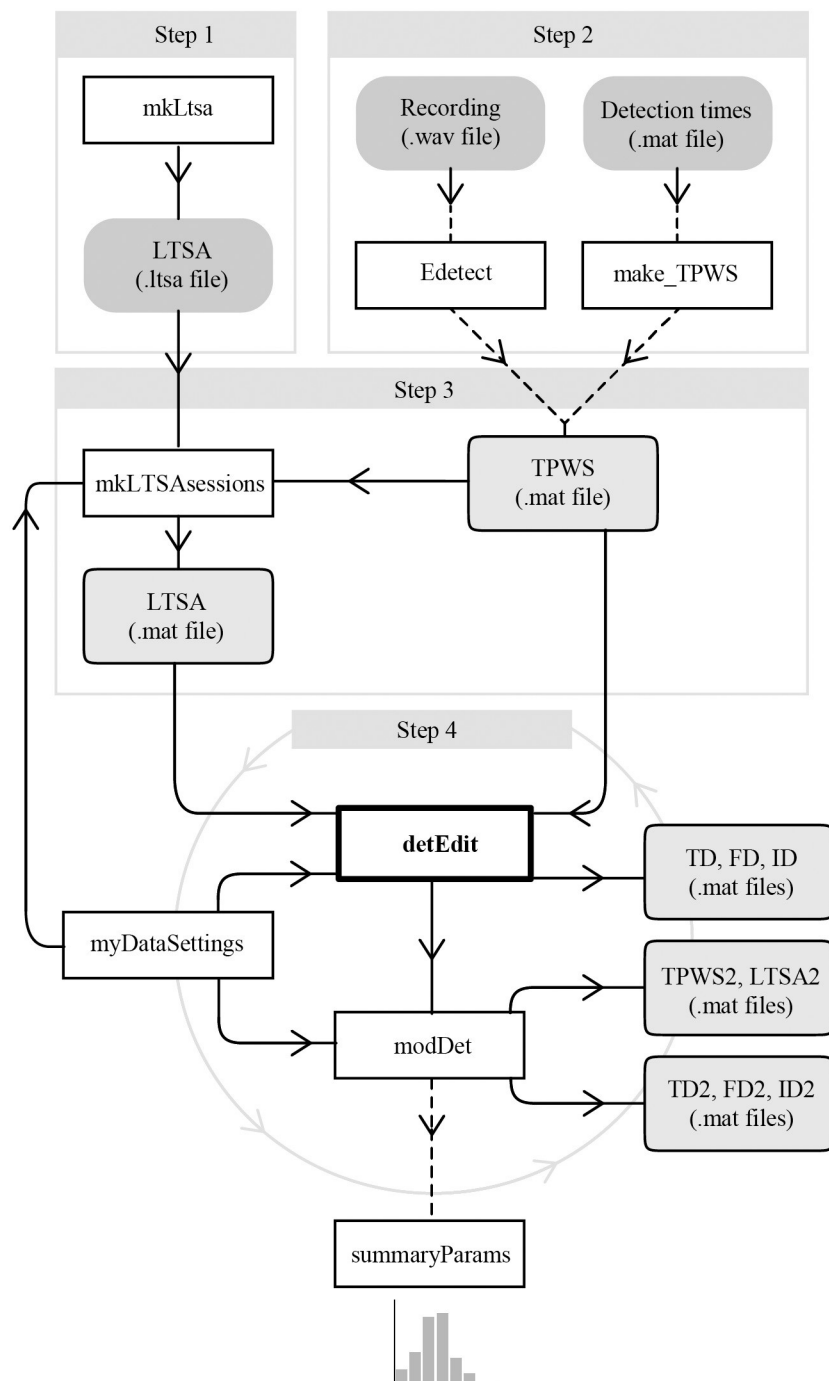 Step 1
mkLtsa
LTSA
(.ltsa file)
Step 2
Recording
(.wav file)
Detection times
(.mat file)
Edetect
make_TPWS
Step 3
mkLTSAsessions
TPWS
(.mat file)
LTSA
(.mat file)
Step 4
detEdit
TD, FD, ID
(.mat files)
myDataSettings
TPWS2, LTSA2
(.mat files)
modDet
TD2, FD2, ID2
(.mat files)
summaryParams